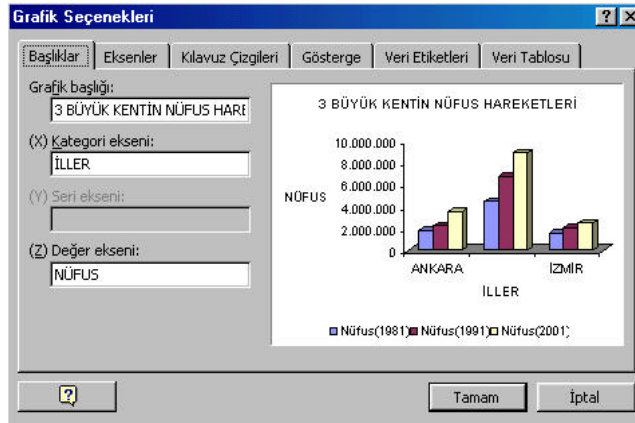 Grafik Seçenekleri
Başlıklar Eksenler Kılavuz Çizgileri Gösterge Veri Etiketleri Veri Tablosu
Grafik başlığı:
3 BÜYÜK KENTİN NÜFUS HARE
(X) Kategori ekseni:
İLLER
(Y) Seri ekseni:
(Z) Değer ekseni:
NÜFUS
3 BÜYÜK KENTİN NÜFUS HAREKETLERİ
10.000.000
8.000.000
6.000.000
4.000.000
2.000.000
0
NÜFUS
ANKARA İZMİR
İLLER
Nüfus(1981) Nüfus(1991) Nüfus(2001)
Tamam İptal